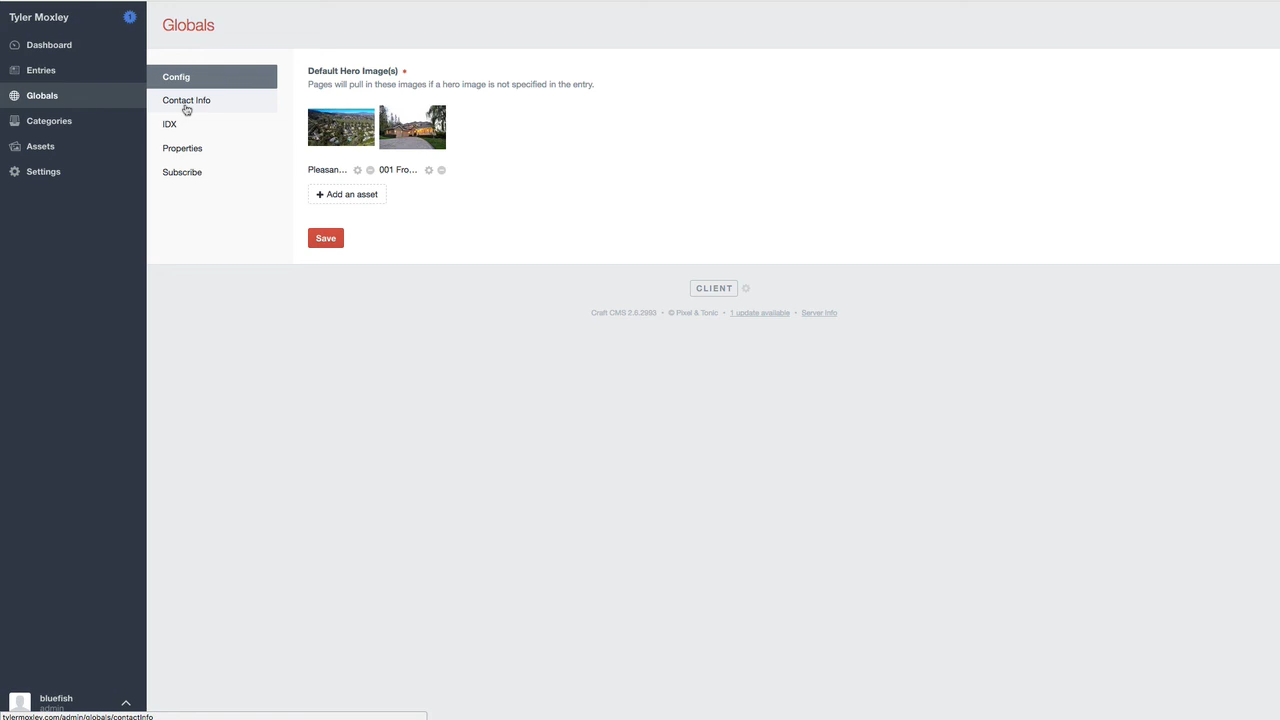 Tyler Moxley
1
Globals
Dashboard
Entries
Globals
Categories
Assets
Settings
Config
Contact Info
IDX
Properties
Subscribe
Default Hero Image(s) *
Pages will pull in these images if a hero image is not specified in the entry.
Pleasan... 001 Fro...
+ Add an asset
Save
CLIENT
Craft CMS 2.6.2993 • © Pixel & Tonic • 1 update available • Server Info
bluefish
admin
tylermoxley.com/admin/globals/contactInfo